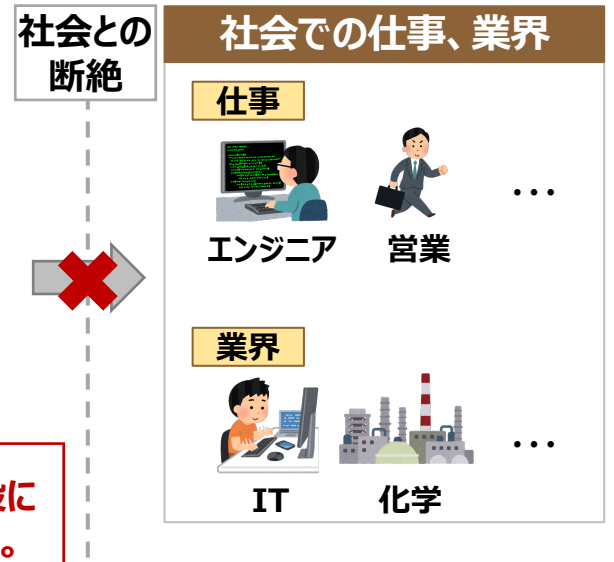 社会との
断絶
社会での仕事、業界
仕事
エンジニア
営業
…
業界
IT
化学
…
に
。